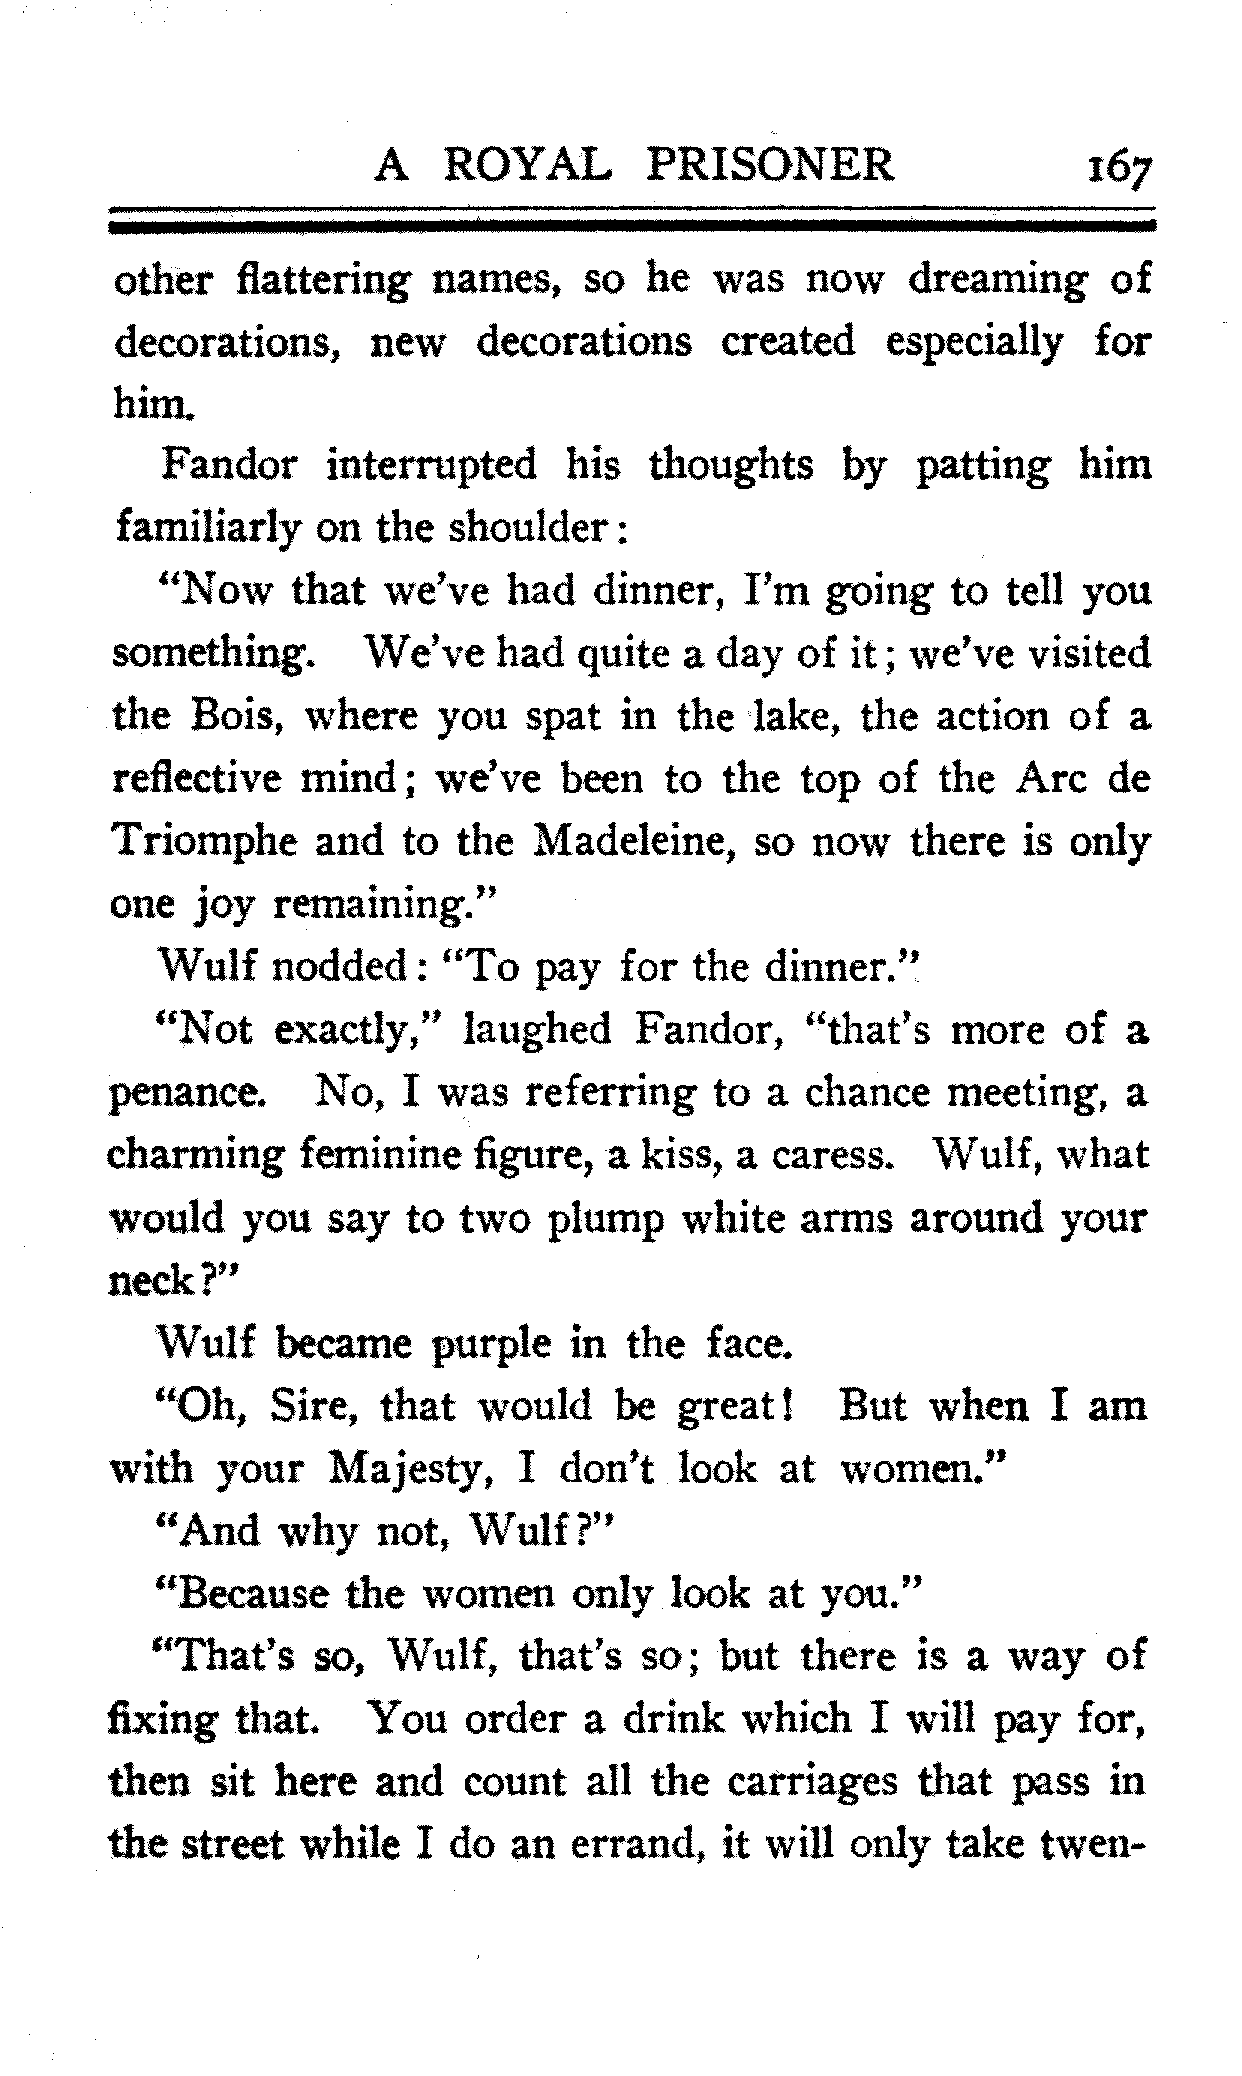 A ROYAL PRISONER 167
other flattering names, so he was now dreaming of
decorations, new decorations created especially for
him.
Fandor interrupted his thoughts by patting him
familiarly on the shoulder:
"Now that we've had dinner, I'm going to tell you
something. We've had quite a day of it; we've visited
the Bois, where you spat in the lake, the action of a
reflective mind; we've been to the top of the Arc de
Triomphe and to the Madeleine, so now there is only
one joy remaining."
Wulf nodded: "To pay for the dinner."
"Not exactly," laughed Fandor, "that's more of a
penance. No, I was referring to a chance meeting, a
charming feminine figure, a kiss, a caress. Wulf, what
would you say to two plump white arms around your
neck?"
Wulf became purple in the face.
"Oh, Sire, that would be great! But when I am
with your Majesty, I don't look at women."
"And why not, Wulf?"
"Because the women only look at you."
"That's so, Wulf, that's so; but there is a way of
fixing that. You order a drink which I will pay for,
then sit here and count all the carriages that pass in
the street while I do an errand, it will only take twen-